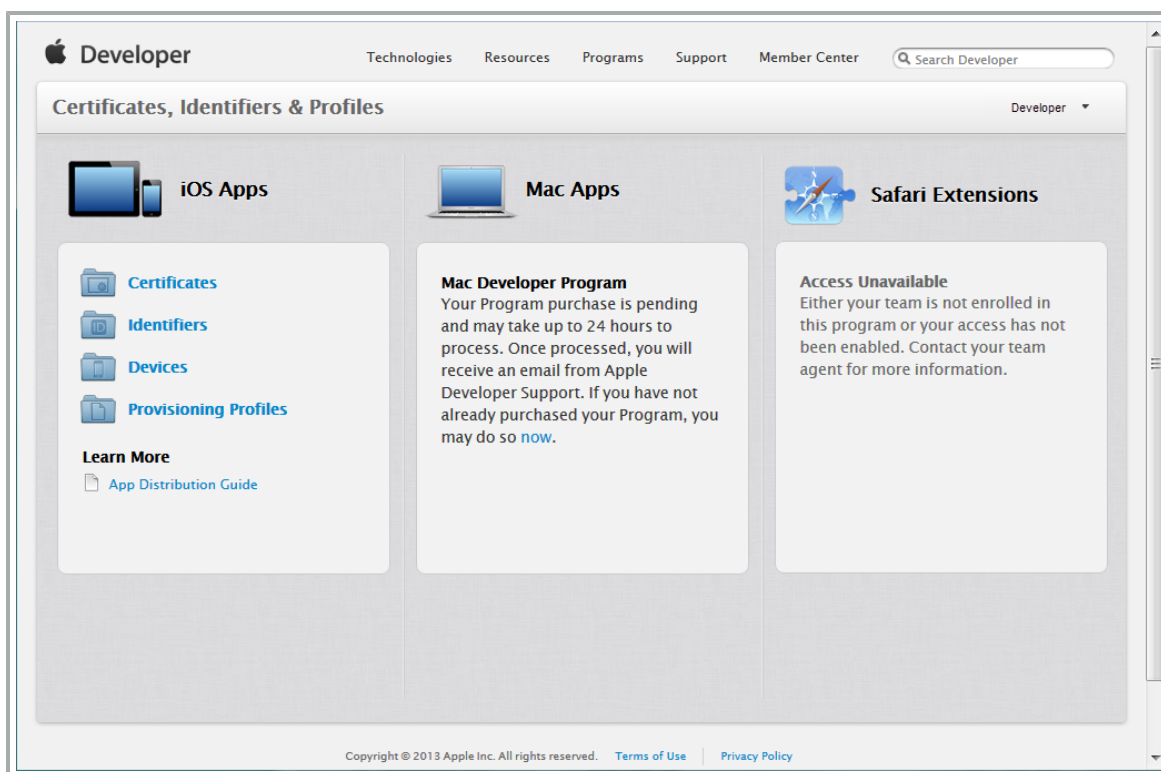 Developer
Technologies Resources Programs Support Member Center Search Developer
Certificates, Identifiers & Profiles
Developer
iOS Apps
Certificates
ID Identifiers
Devices
Provisioning Profiles
Learn More
App Distribution Guide
Mac Apps
Mac Developer Program
Your Program purchase is pending
and may take up to 24 hours to
process. Once processed, you will
receive an email from Apple
Developer Support. If you have not
already purchased your Program, you
may do so now.
N
Safari Extensions
Access Unavailable
Either your team is not enrolled in
this program or your access has not
been enabled. Contact your team
agent for more information.
Copyright © 2013 Apple Inc. All rights reserved. Terms of Use Privacy Policy